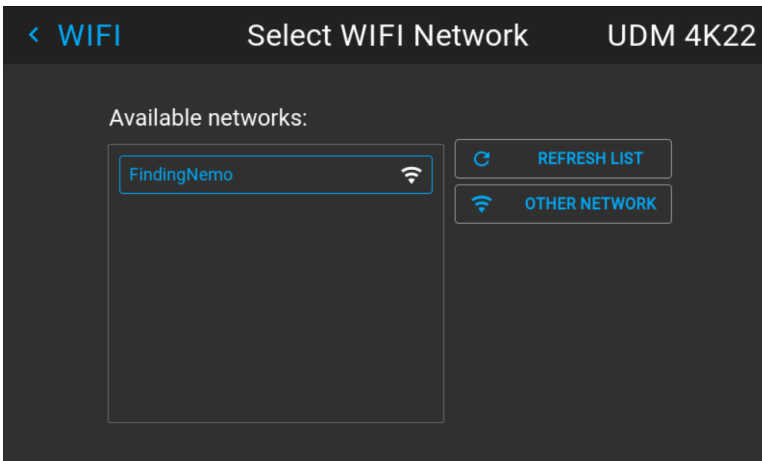 WIFI
Select WIFI Network
UDM 4K22
Available networks:
FindingNemo
REFRESH LIST
OTHER NETWORK